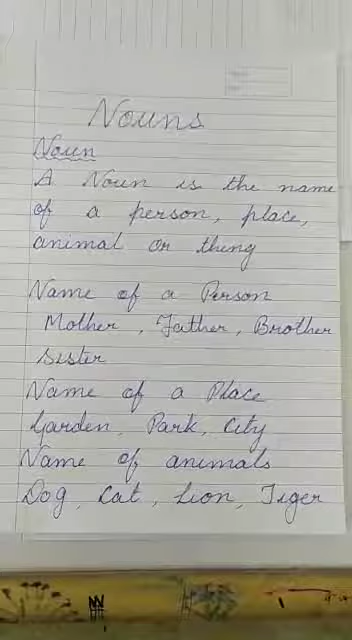 Nouns
Noun
A Noun is the name
of a person, place,
animal or thing
Name of a Person
Mother, Father, Brother
Sister
Name of a Place
Garden, Park, City
Name of animals
Dog, Cat, Lion, Tiger